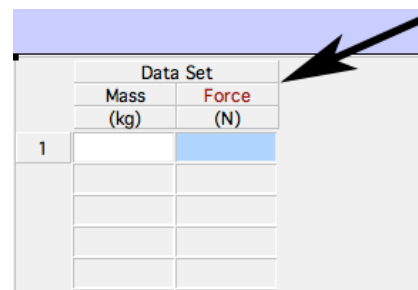 Data Set
Mass Force
(kg) (N)
1